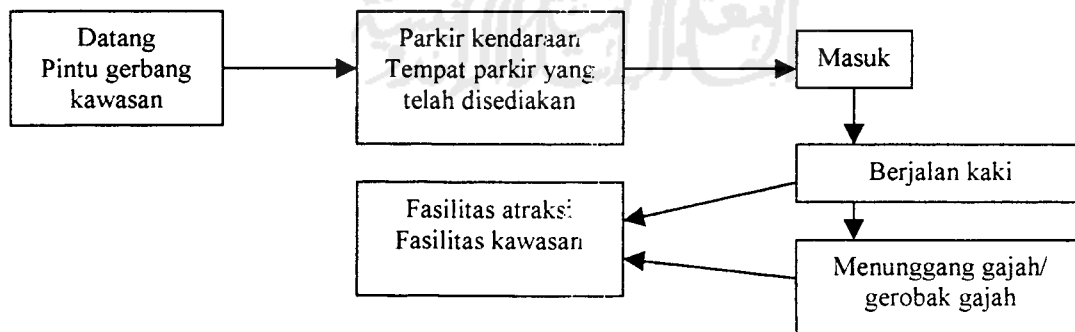 Datang
Pintu gerbang
kawasan
Parkir kendaraan
Tempat parkir yang
telah disediakan
Masuk
Berjalan kaki
Menunggang gajah/
gerobak gajah
Fasilitas atraksi
Fasilitas kawasan